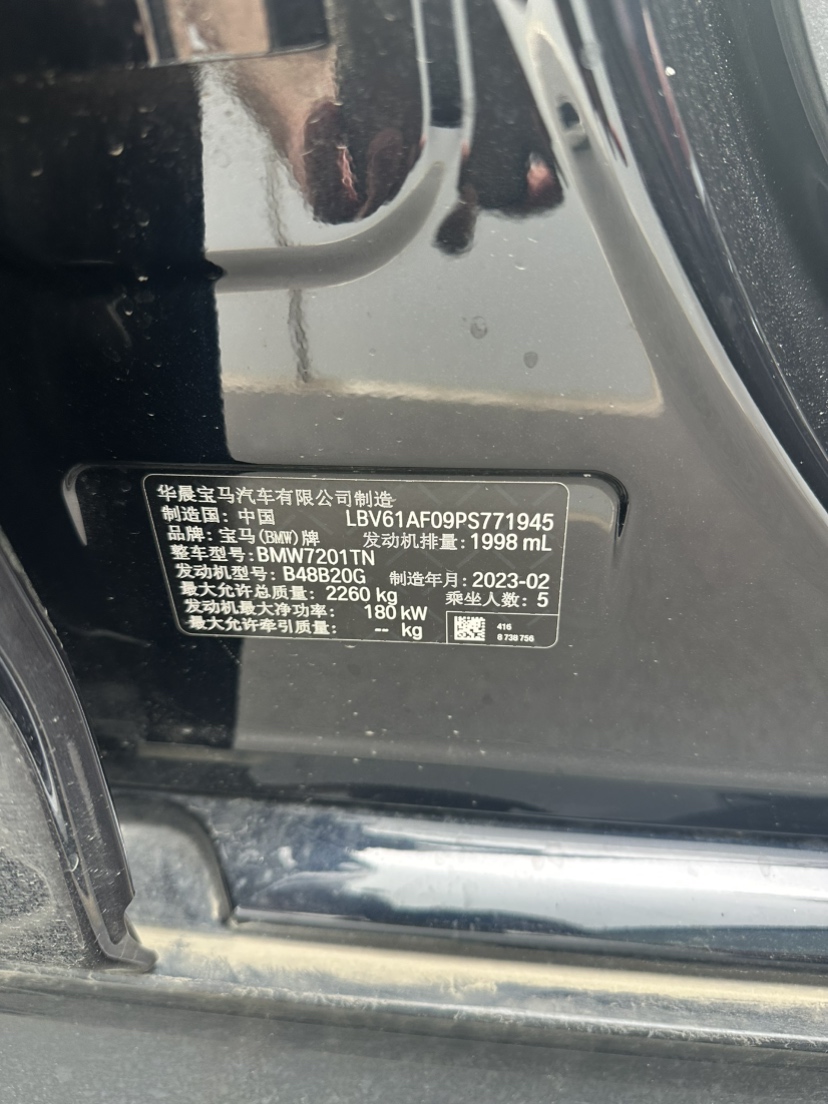 华晨宝马汽车有限公司制造
制造国: 中国 LBV61AF09PS771945
品牌: 宝马(BMW)牌 发动机排量: 1998 mL
整车型号: BMW7201TN
发动机型号: B48B20G 制造年月: 2023-02
最大允许总质量: 2260 kg 乘坐人数: 5
发动机最大净功率: 180 kW
最大允许牵引质量: -- kg
416
8 738 756